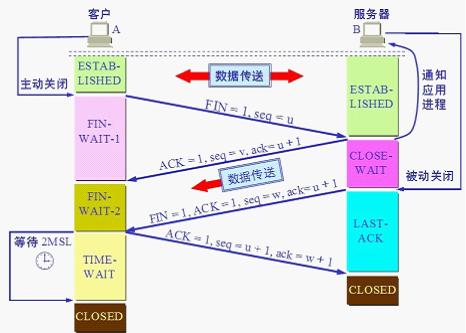 客户
服务器
A
B
ESTAB-
LISHED
数据传送
主动关闭
ESTAB-
LISHED
通知
应用
进程
FIN = 1, seq = u
FIN-
WAIT-1
ACK = 1, seq = v, ack= u + 1
CLOSE-
WAIT
数据传送
被动关闭
FIN-
WAIT-2
FIN = 1, ACK = 1, seq = w, ack= u + 1
LAST-
ACK
等待 2MSL
ACK = 1, seq = u + 1, ack = w + 1
TIME-
WAIT
CLOSED
CLOSED